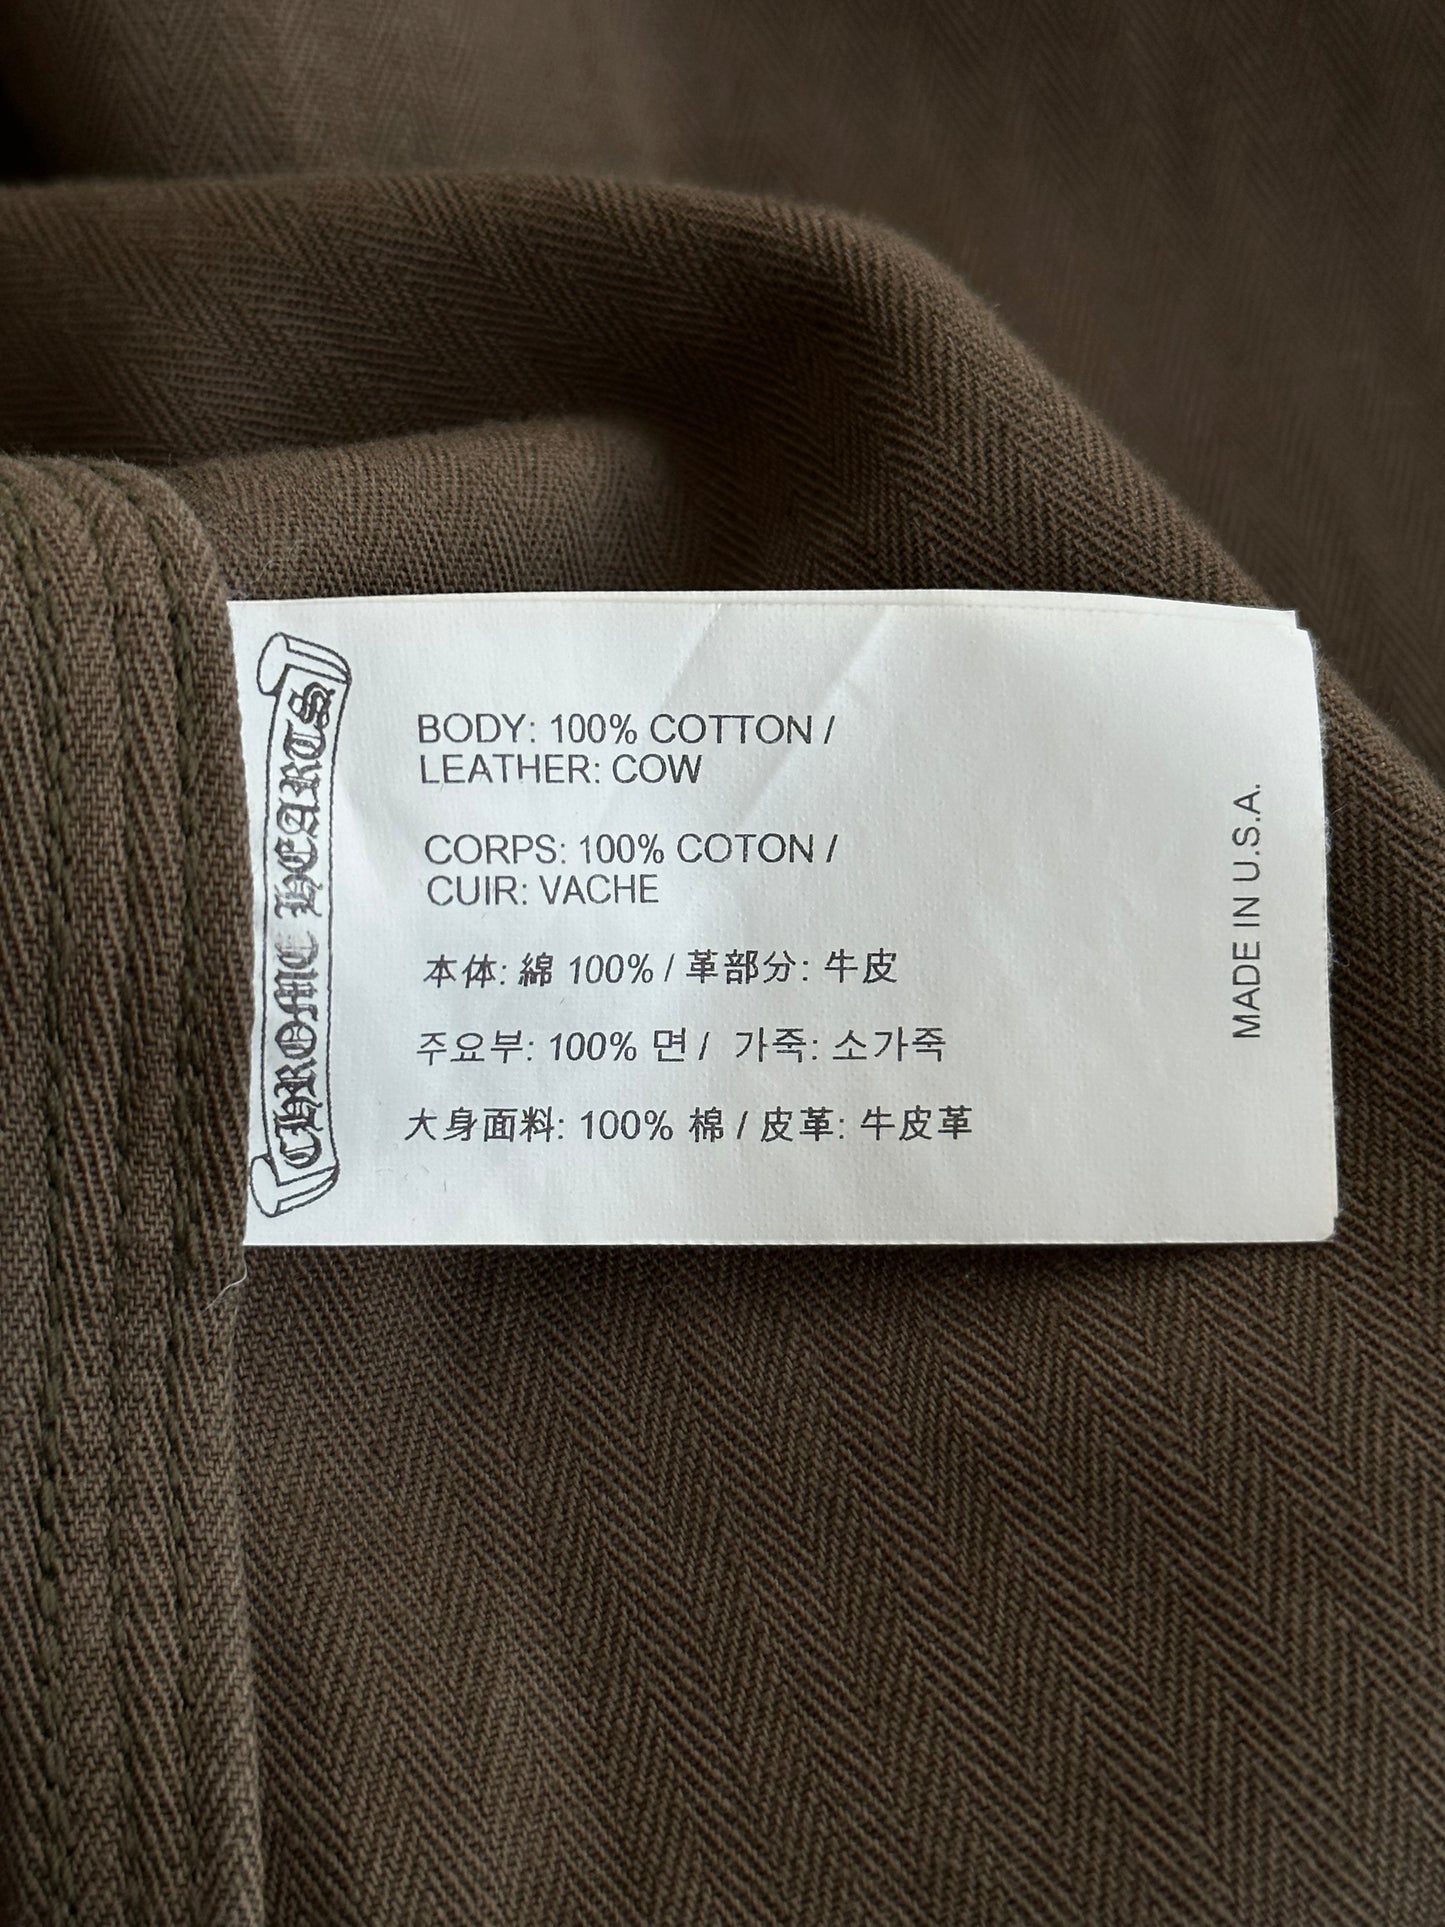 CHROME HEARTS
BODY: 100% COTTON /
LEATHER: COW
CORPS: 100% COTON /
CUIR: VACHE
本体: 綿 100% / 革部分: 牛皮
주요부: 100% 면 / 가죽: 소가죽
大身面料: 100% 棉 / 皮革: 牛皮革
MADE IN U.S.A.